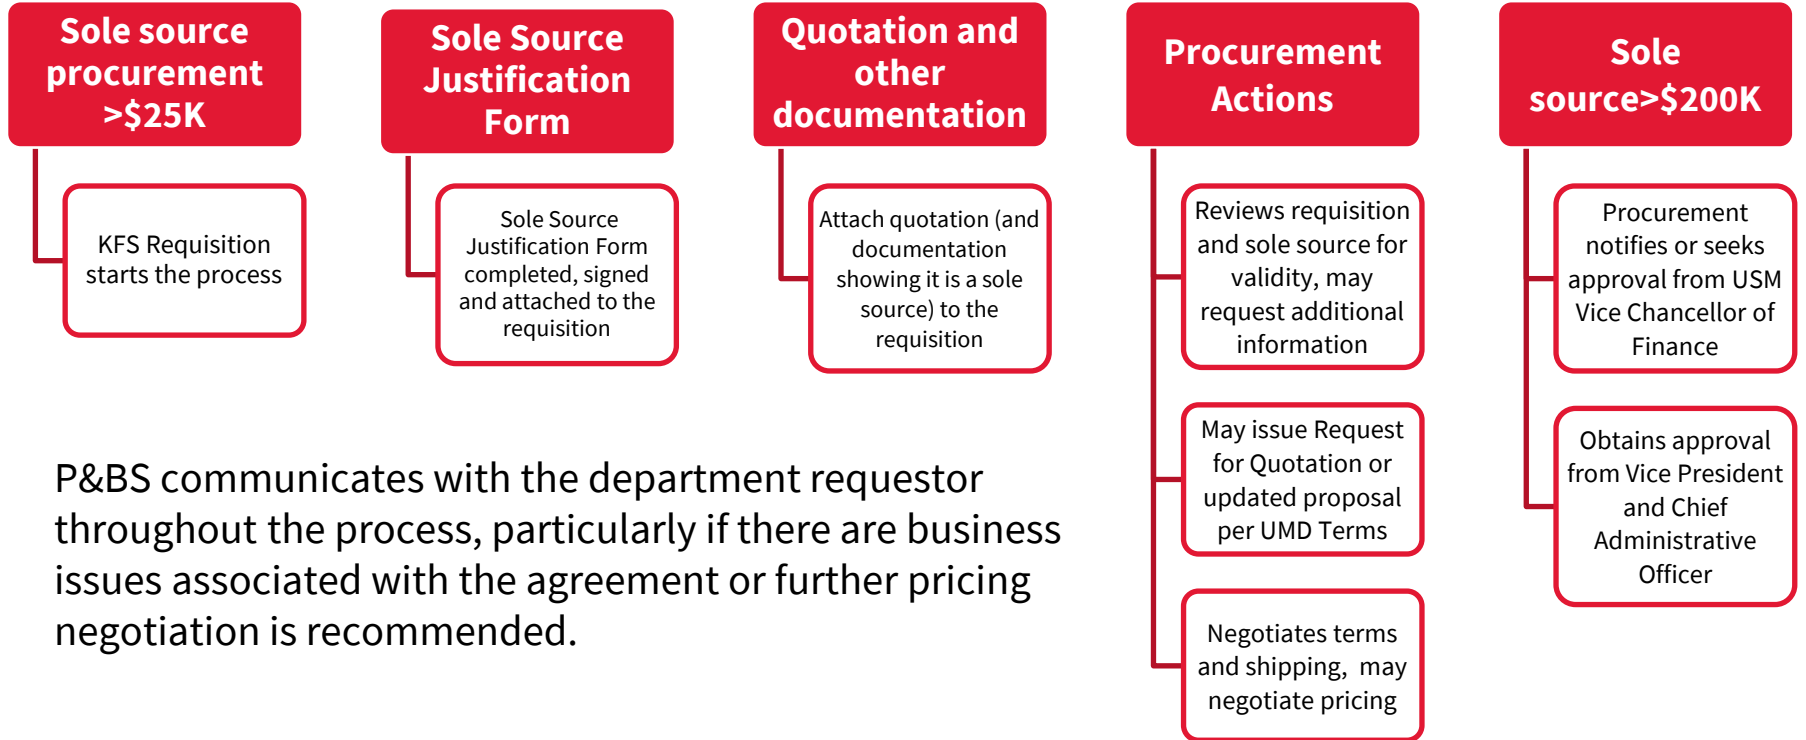 Sole source
procurement
>$25K
KFS Requisition
starts the process
Sole Source
Justification
Form
Sole Source
Justification Form
completed, signed
and attached to the
requisition
Quotation and
other
documentation
Attach quotation (and
documentation
showing it is a sole
source) to the
requisition
Procurement
Actions
Reviews requisition
and sole source for
validity, may
request additional
information
May issue Request
for Quotation or
updated proposal
per UMD Terms
Negotiates terms
and shipping, may
negotiate pricing
Sole
source>$200K
Procurement
notifies or seeks
approval from USM
Vice Chancellor of
Finance
Obtains approval
from Vice President
and Chief
Administrative
Officer
P&BS communicates with the department requestor
throughout the process, particularly if there are business
issues associated with the agreement or further pricing
negotiation is recommended.